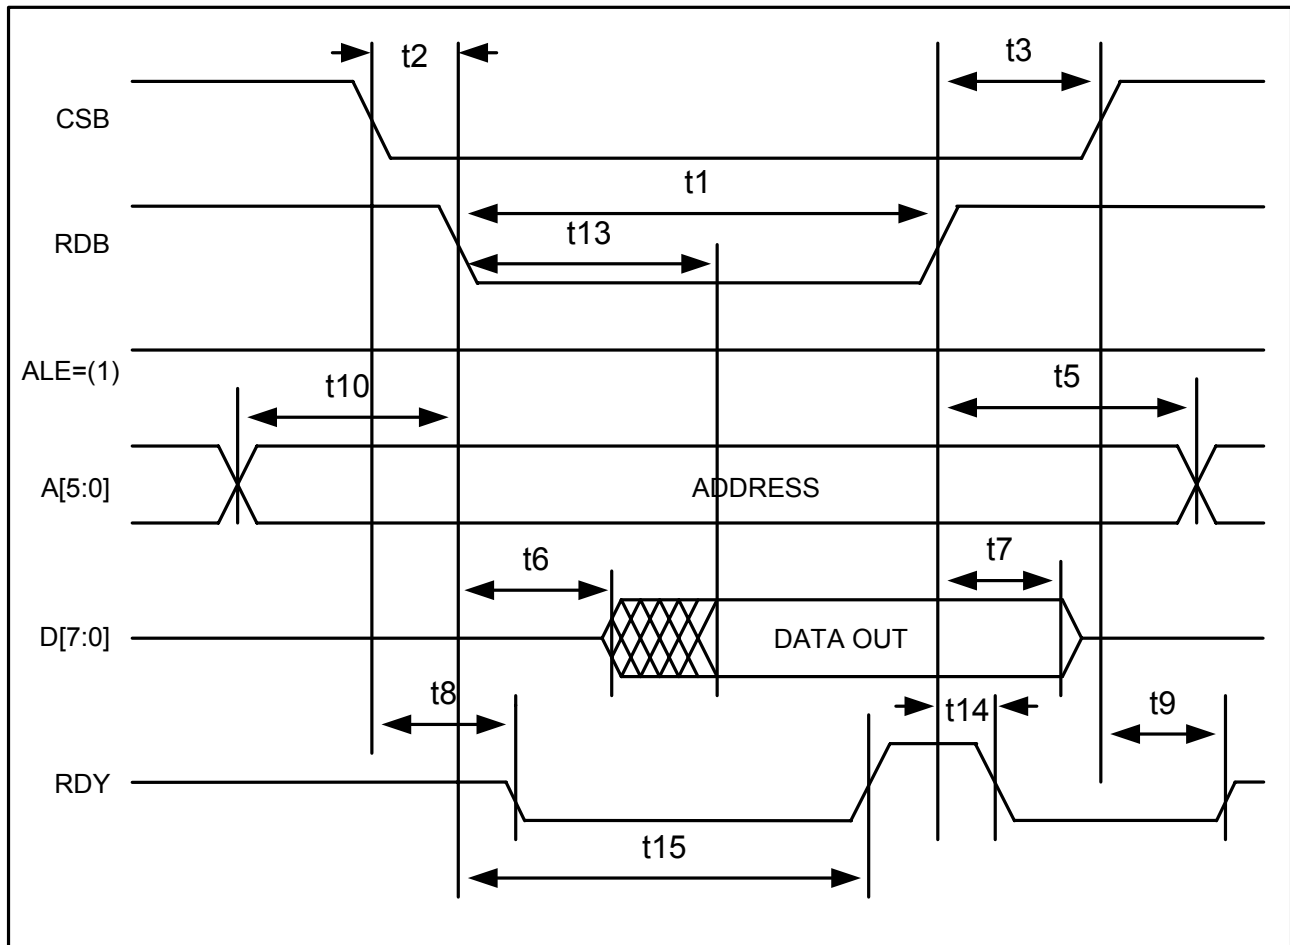 t2
t3
CSB
t1
RDB
t13
ALE=(1)
t10
t5
A[5:0]
ADDRESS
t6
t7
D[7:0]
DATA OUT
t8
t14
t9
RDY
t15